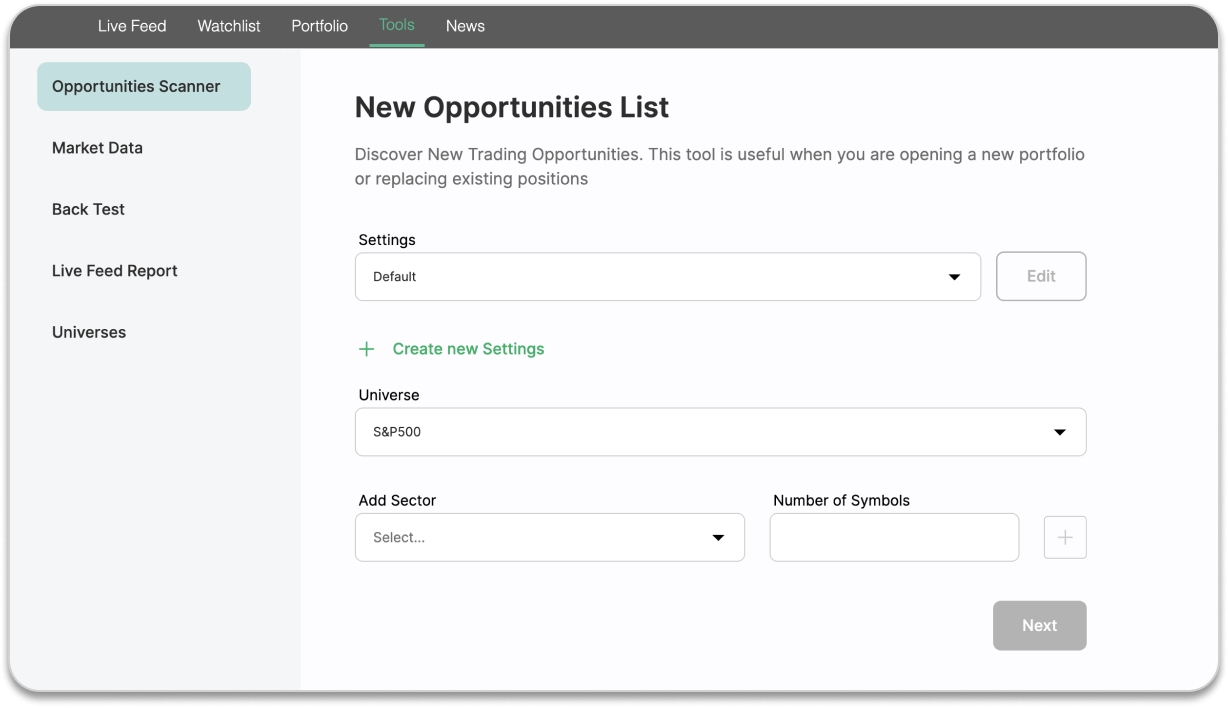 Live Feed Watchlist Portfolio Tools News
Opportunities Scanner
Market Data
Back Test
Live Feed Report
Universes
New Opportunities List
Discover New Trading Opportunities. This tool is useful when you are opening a new portfolio
or replacing existing positions
Settings
Default
Edit
+ Create new Settings
Universe
S&P500
Add Sector
Number of Symbols
Select...
+
Next